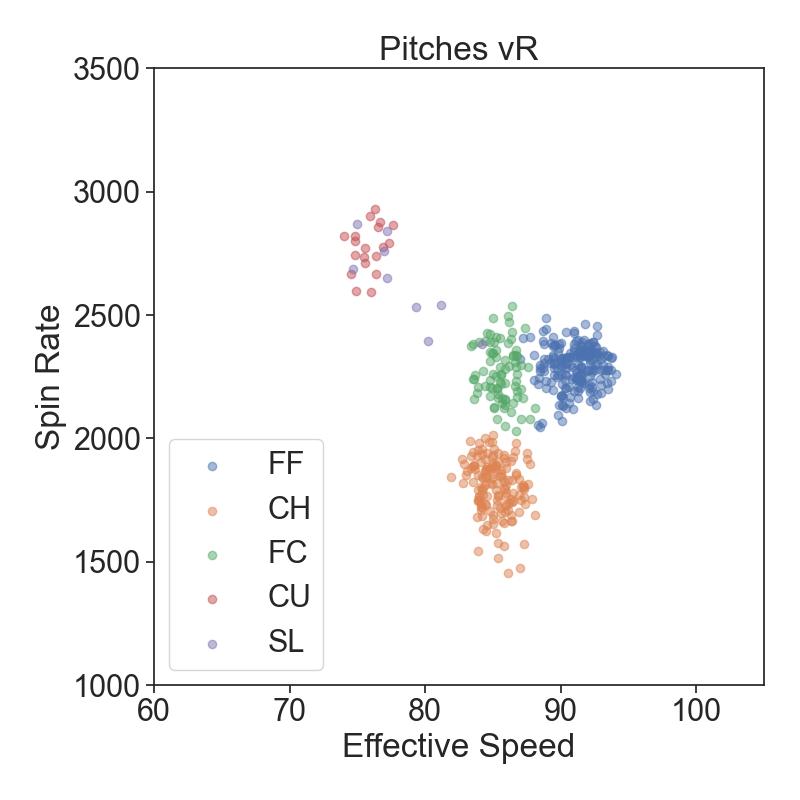 Pitches vR
3500
3000
2500
2000
1500
1000
Spin Rate
FF
CH
FC
CU
SL
60 70 80 90 100
Effective Speed